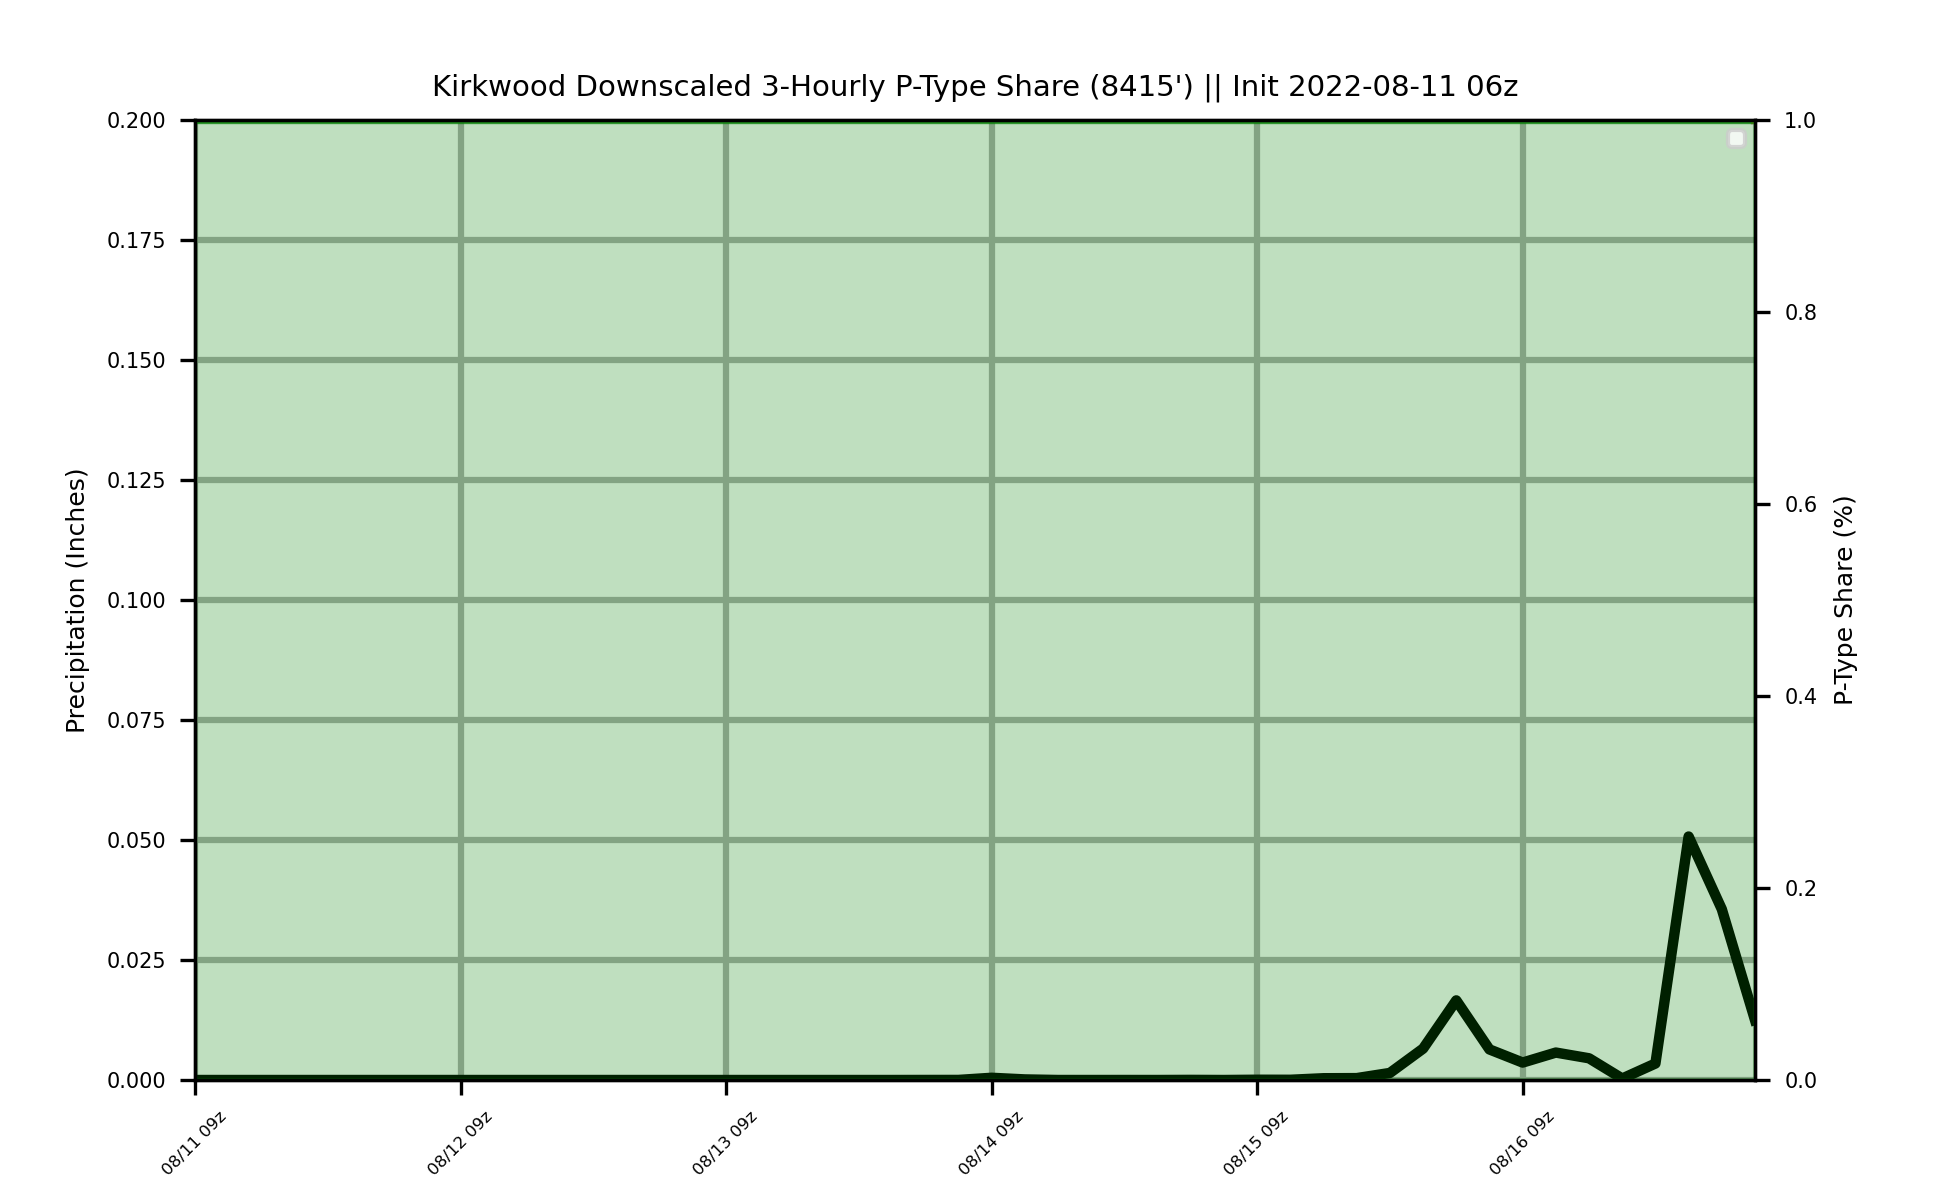 Kirkwood Downscaled 3-Hourly P-Type Share (8415') || Init 2022-08-11 06z
Precipitation (Inches)
0.200
0.175
0.150
0.125
0.100
0.075
0.050
0.025
0.000
1.0
0.8
0.6
0.4
0.2
0.0
P-Type Share (%)
08/11 09z
08/12 09z
08/13 09z
08/14 09z
08/15 09z
08/16 09z